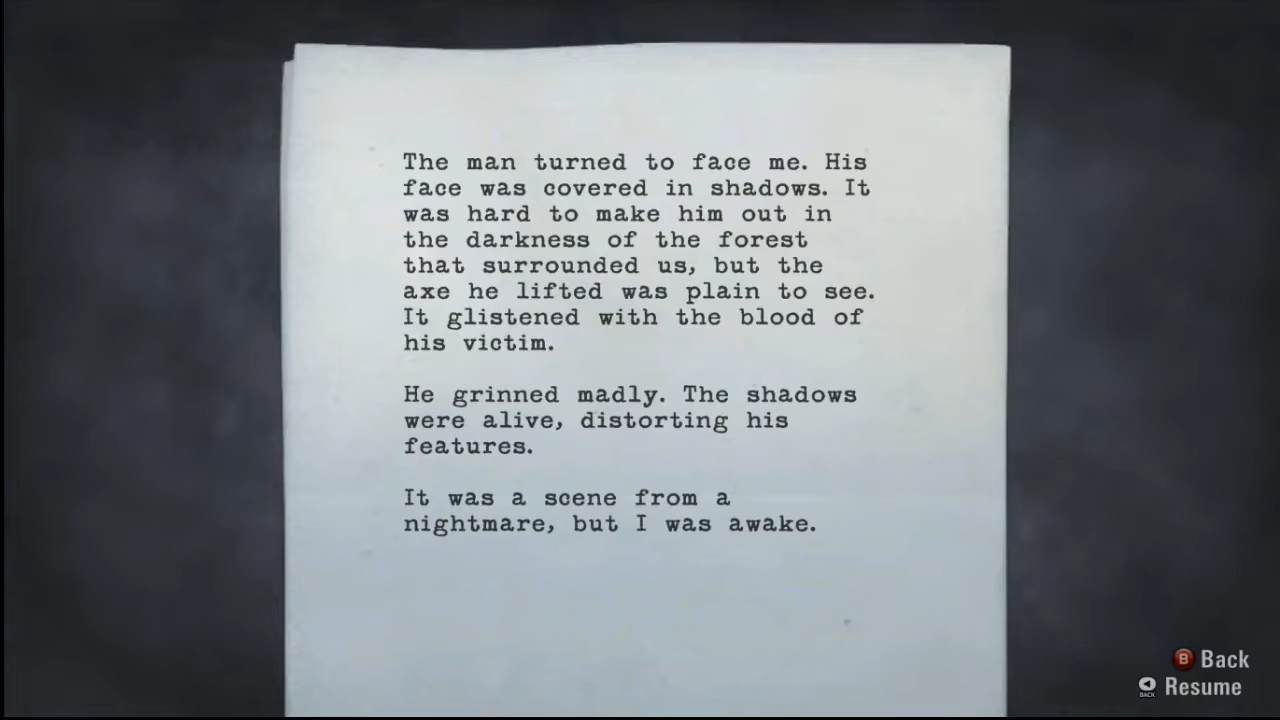 The man turned to face me. His
face was covered in shadows. It
was hard to make him out in
the darkness of the forest
that surrounded us, but the
axe he lifted was plain to see.
It glistened with the blood of
his victim.
He grinned madly. The shadows
were alive, distorting his
features.
It was a scene from a
nightmare, but I was awake.
B Back
BACK Resume